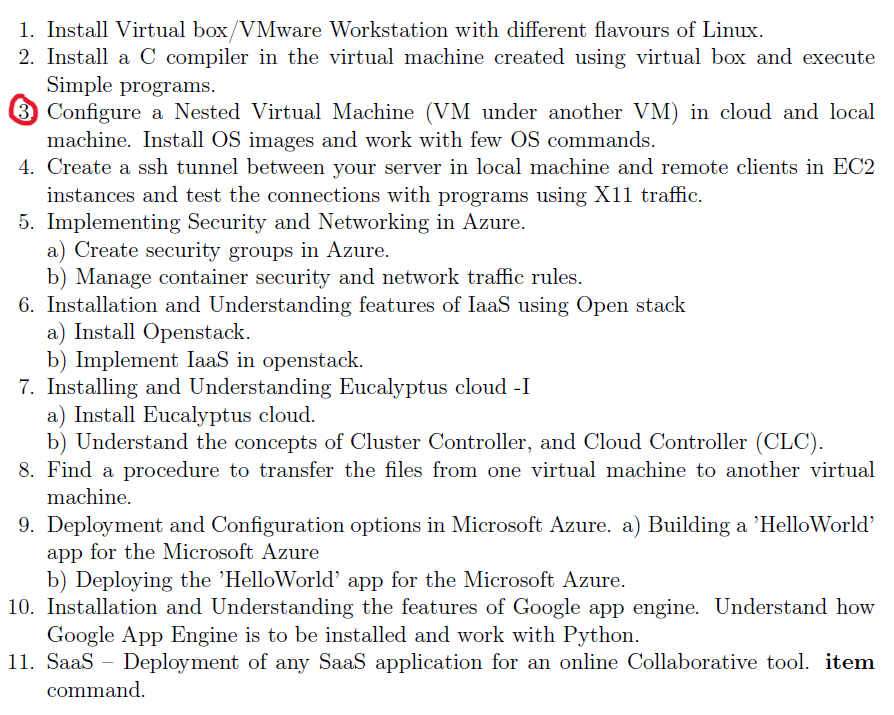 1. Install Virtual box/VMware Workstation with different flavours of Linux.
2. Install a C compiler in the virtual machine created using virtual box and execute
Simple programs.
3. Configure a Nested Virtual Machine (VM under another VM) in cloud and local
machine. Install OS images and work with few OS commands.
4. Create a ssh tunnel between your server in local machine and remote clients in EC2
instances and test the connections with programs using X11 traffic.
5. Implementing Security and Networking in Azure.
a) Create security groups in Azure.
b) Manage container security and network traffic rules.
6. Installation and Understanding features of IaaS using Open stack
a) Install Openstack.
b) Implement IaaS in openstack.
7. Installing and Understanding Eucalyptus cloud -I
a) Install Eucalyptus cloud.
b) Understand the concepts of Cluster Controller, and Cloud Controller (CLC).
8. Find a procedure to transfer the files from one virtual machine to another virtual
machine.
9. Deployment and Configuration options in Microsoft Azure. a) Building a ’HelloWorld’
app for the Microsoft Azure
b) Deploying the ’HelloWorld’ app for the Microsoft Azure.
10. Installation and Understanding the features of Google app engine. Understand how
Google App Engine is to be installed and work with Python.
11. SaaS – Deployment of any SaaS application for an online Collaborative tool. item
command.